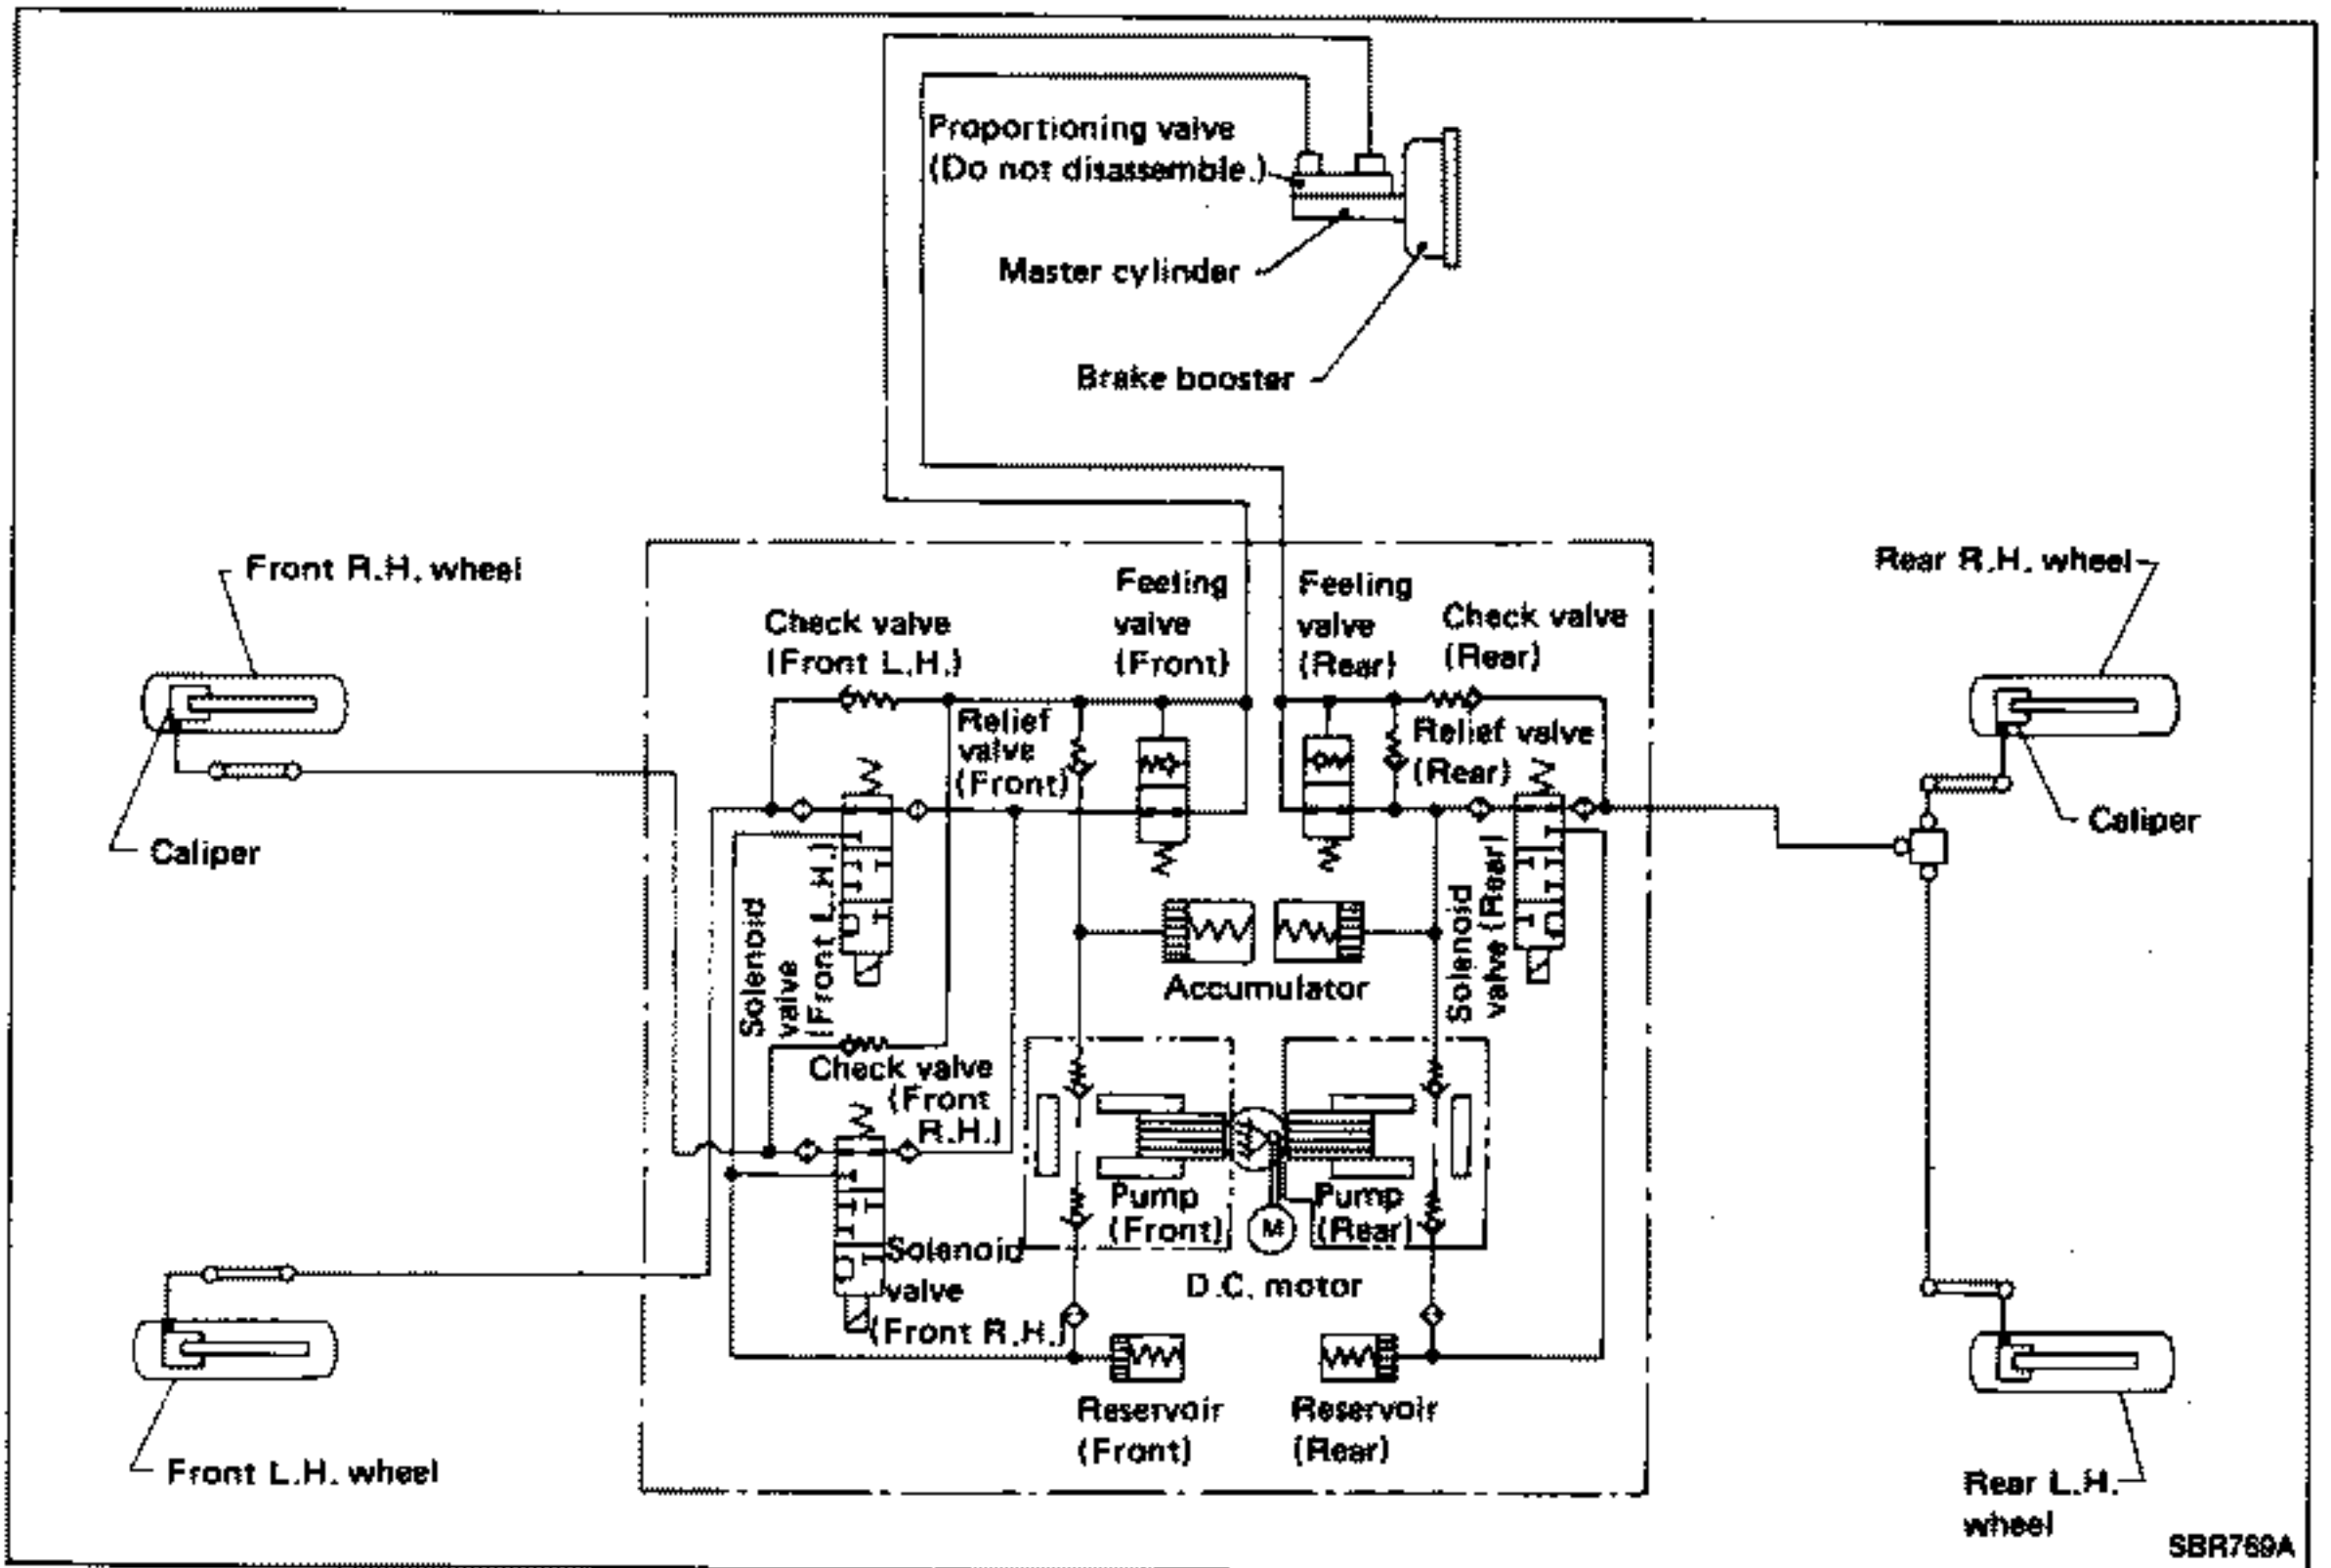 Proportioning valve
(Do not disassemble.)
Master cylinder
Brake booster
Front R.H. wheel
Rear R.H. wheel
Check valve
(Front L.H.)
Feeling
valve
(Front)
Feeling
valve
(Rear)
Check valve
(Rear)
Relief
valve
(Front)
Relief valve
(Rear)
Caliper
Caliper
Solenoid
valve
(Front L.H.)
Solenoid
valve (Rear)
Accumulator
Check valve
(Front
R.H.)
Pump
(Front)
M
Pump
(Rear)
D.C. motor
Solenoid
valve
(Front R.H.)
Reservoir
(Front)
Reservoir
(Rear)
Front L.H. wheel
Rear L.H.
wheel
SBR769A